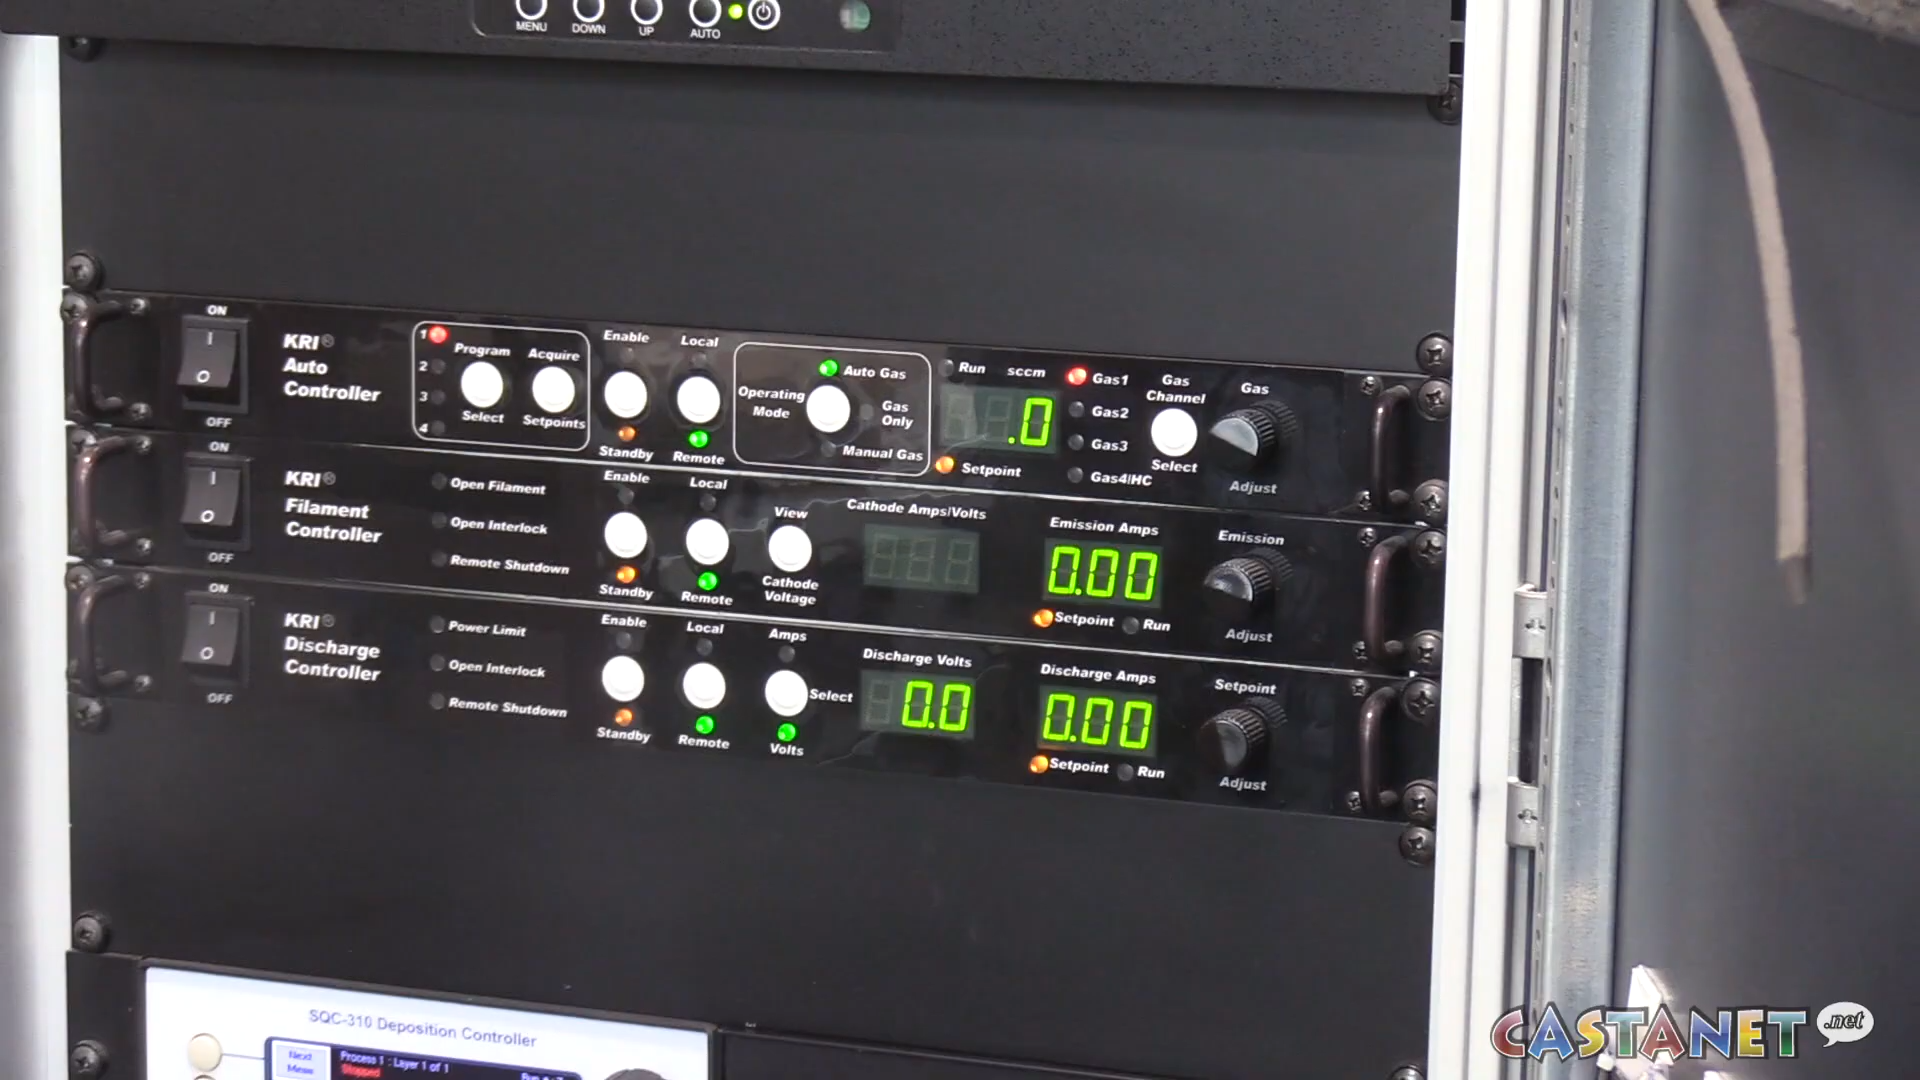 MENU DOWN UP AUTO
ON
OFF
KRI®
Auto
Controller
1
2
3
4
Program
Select
Acquire
Setpoints
Enable
Standby
Local
Remote
Operating
Mode
Auto Gas
Gas
Only
Manual Gas
Run sccm
.0
Setpoint
Gas1
Gas2
Gas3
Gas4/HC
Gas
Channel
Select
Gas
Adjust
ON
OFF
KRI®
Filament
Controller
Open Filament
Open Interlock
Remote Shutdown
Enable
Standby
Local
Remote
View
Cathode
Voltage
Cathode Amps/Volts
Emission Amps
0.00
Setpoint Run
Emission
Adjust
ON
OFF
KRI®
Discharge
Controller
Power Limit
Open Interlock
Remote Shutdown
Enable
Standby
Local
Remote
Amps
Select
Volts
Discharge Volts
0.0
Discharge Amps
0.00
Setpoint Run
Setpoint
Adjust
SQC-310 Deposition Controller
Next
Menu
Process 1 : Layer 1 of 1
Stopped
CASTANET .net